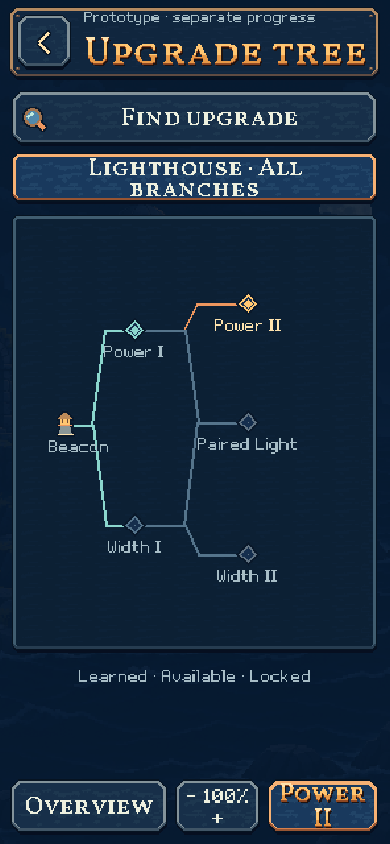 Prototype · separate progress
Upgrade tree
Find upgrade
Lighthouse · All
branches
Power II
Power I
Paired Light
Beacon
Width I
Width II
Learned · Available · Locked
Overview
- 100%
+
Power
II